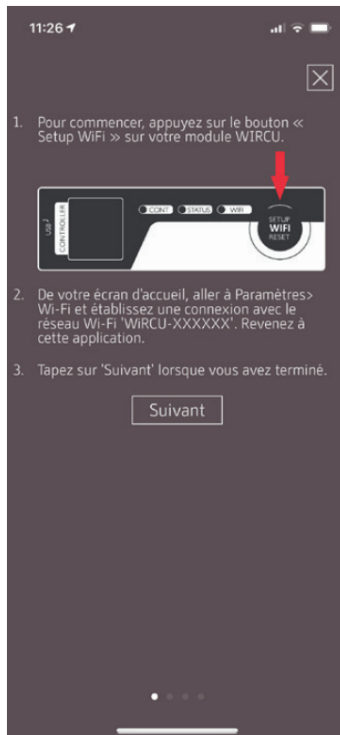 11:26
1. Pour commencer, appuyez sur le bouton «
Setup WiFi » sur votre module WIRCU.
USB
CONTROLLER
CONT
STATUS
WIFI
SETUP
WIFI
RESET
2. De votre écran d'accueil, aller à Paramètres>
Wi-Fi et établissez une connexion avec le
réseau Wi-Fi 'WiRCU-XXXXXX'. Revenez à
cette application.
3. Tapez sur 'Suivant' lorsque vous avez terminé.
Suivant